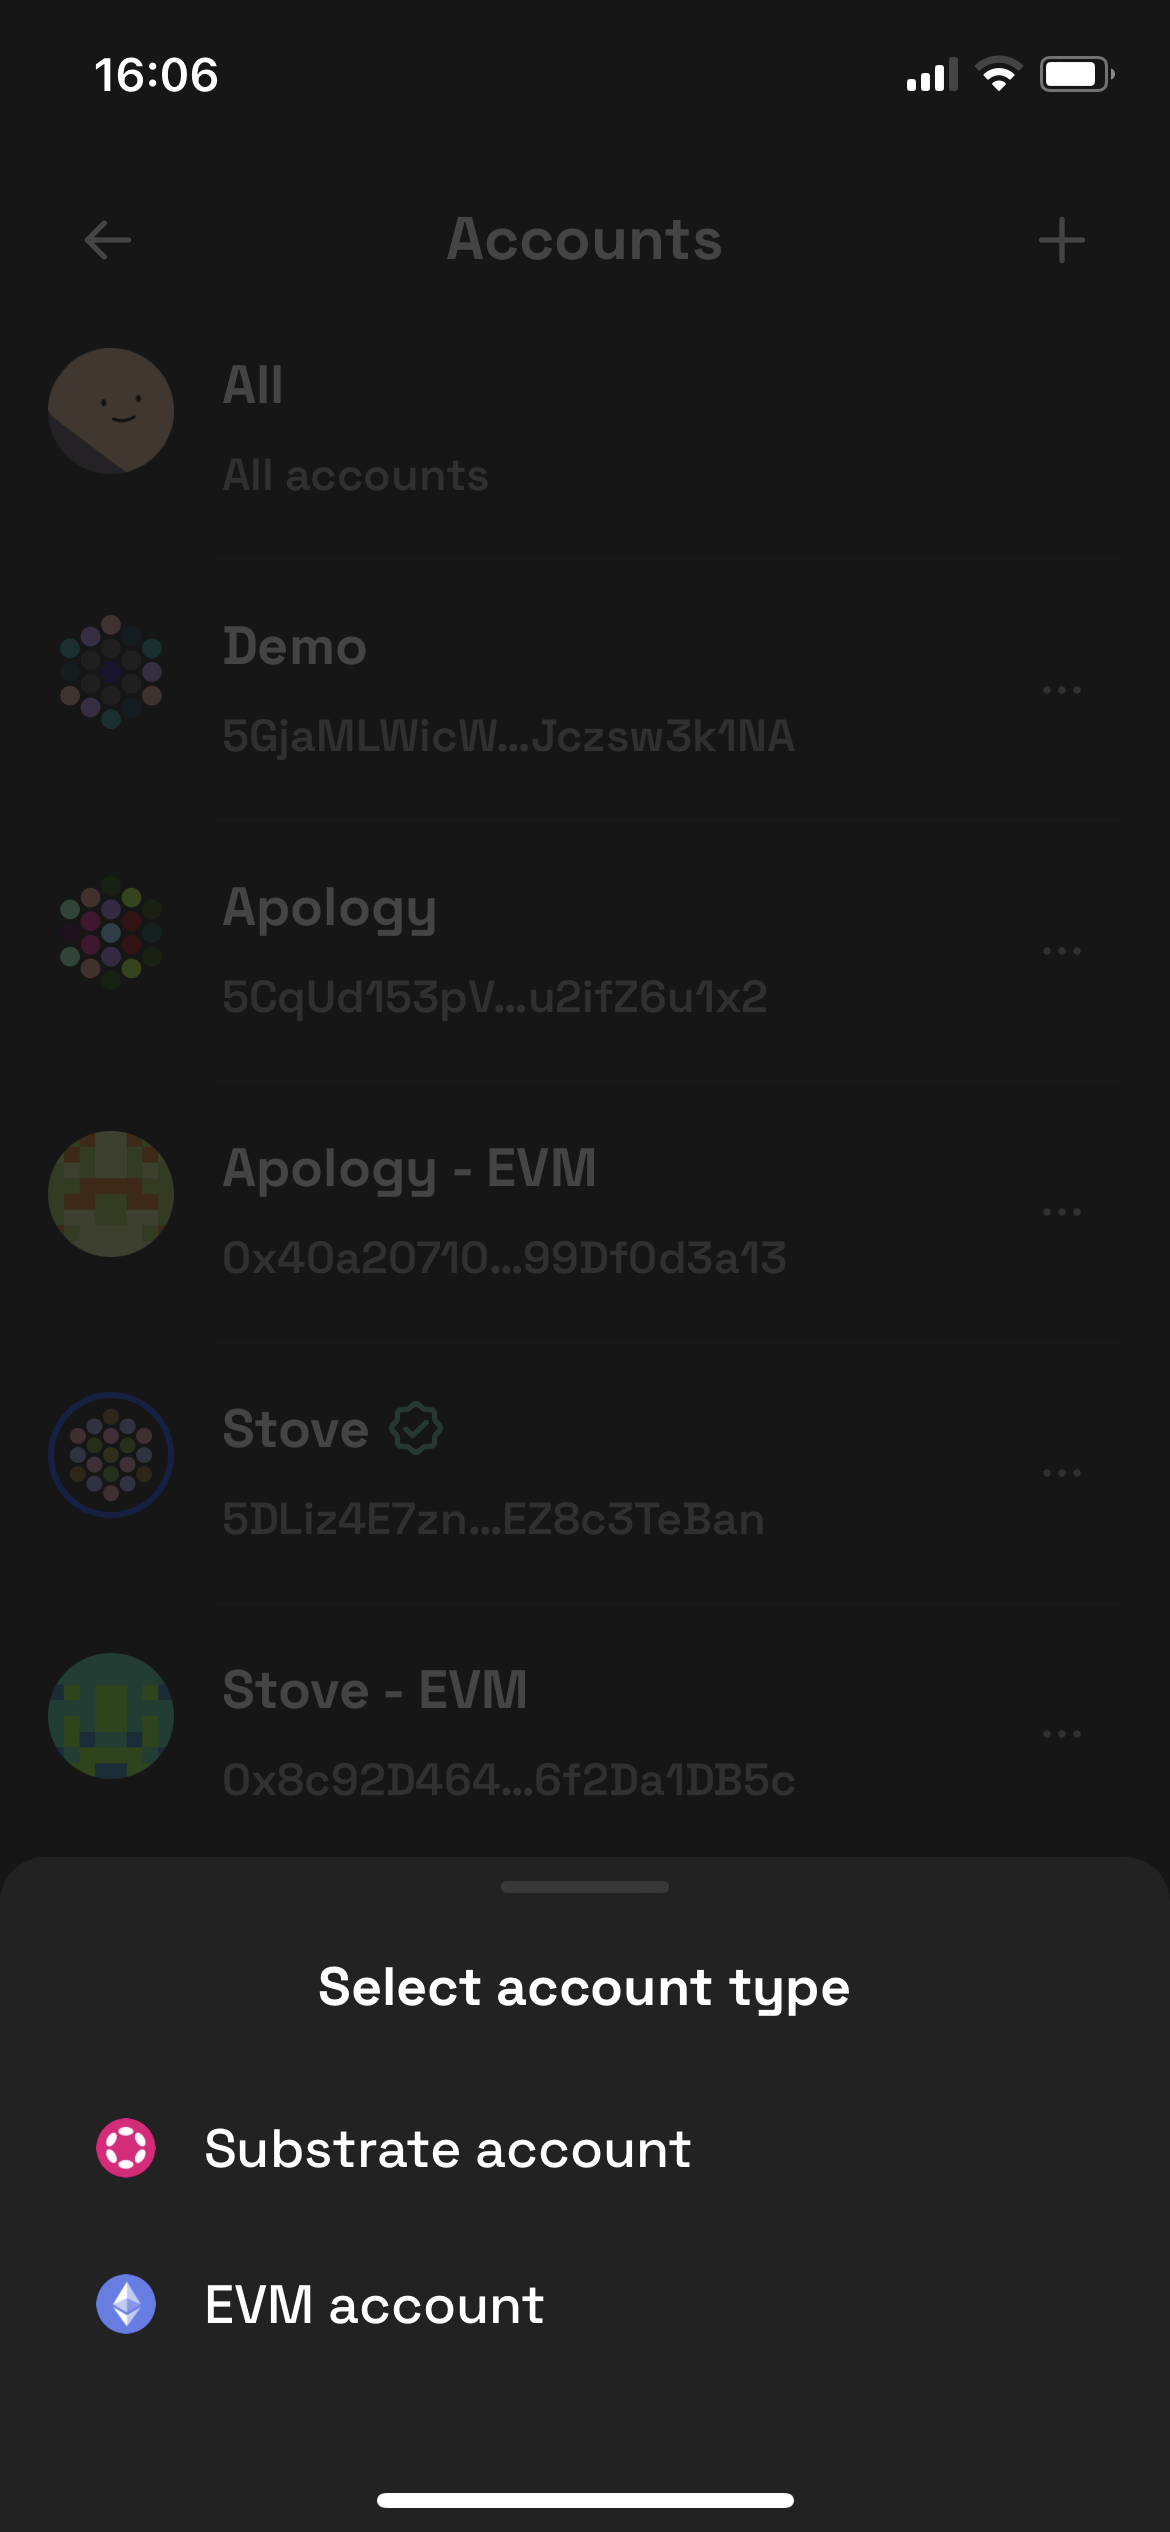 16:06
Accounts
All
All accounts
Demo
5GjaMLWicW...Jczsw3k1NA
Apology
5CqUd153pV...u2ifZ6u1x2
Apology - EVM
0x40a20710...99Df0d3a13
Stove
5DLiz4E7zn...EZ8c3TeBan
Stove - EVM
0x8c92D464...6f2Da1DB5c
Select account type
Substrate account
EVM account